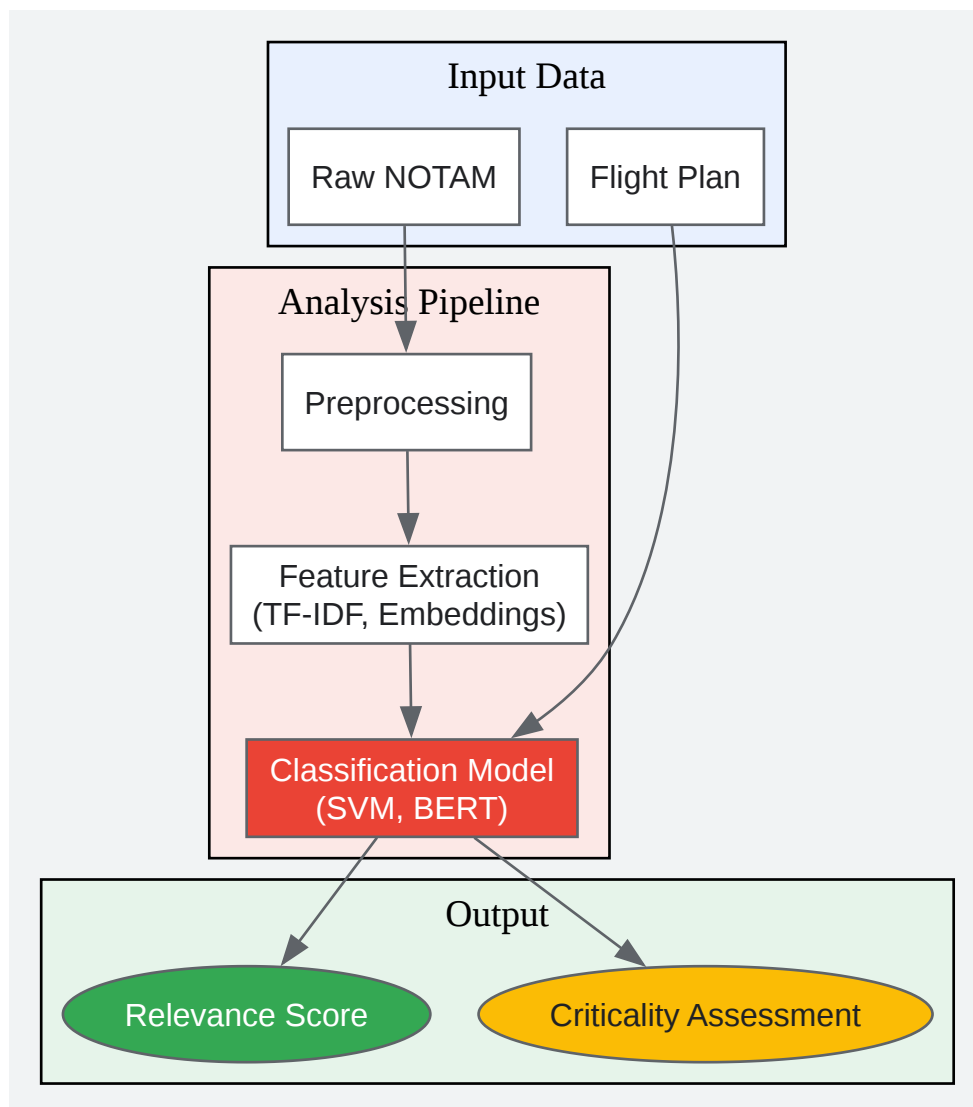 Input Data
Raw NOTAM
Flight Plan
Analysis Pipeline
Preprocessing
Feature Extraction
(TF-IDF, Embeddings)
Classification Model
(SVM, BERT)
Output
Relevance Score
Criticality Assessment